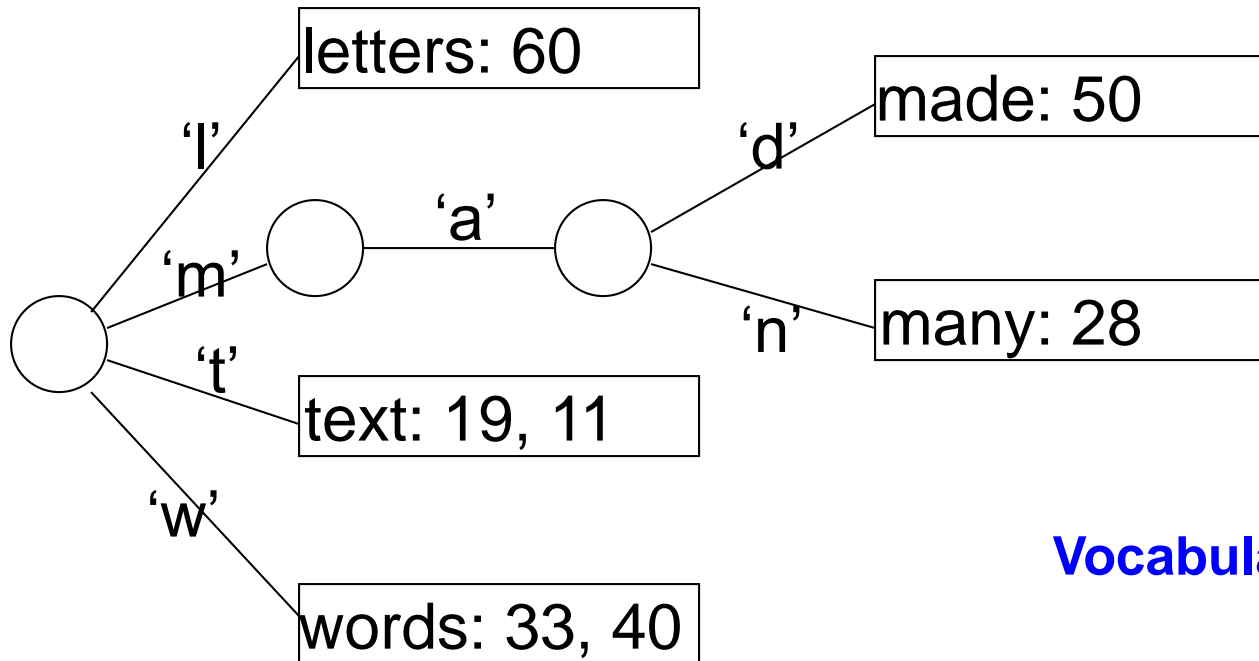 letters: 60
made: 50
‘l’
‘d’
‘a’
‘m’
many: 28
‘n’
‘t’
text: 19, 11
‘w’
words: 33, 40